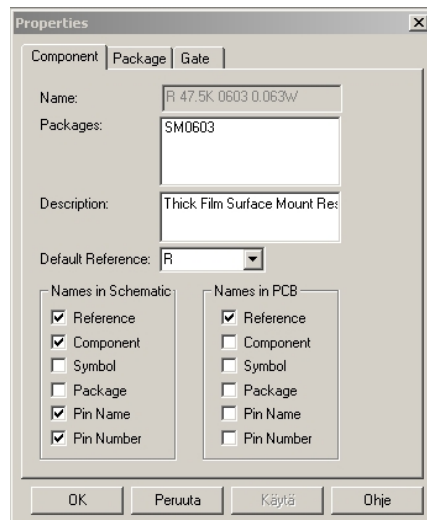 Properties
Component Package Gate
Name: R 47.5K 0603 0.063W
Packages: SM0603
Description: Thick Film Surface Mount Res
Default Reference: R
Names in Schematic Names in PCB
Reference Reference
Component Component
Symbol Symbol
Package Package
Pin Name Pin Name
Pin Number Pin Number
OK Peruuta Käytä Ohje